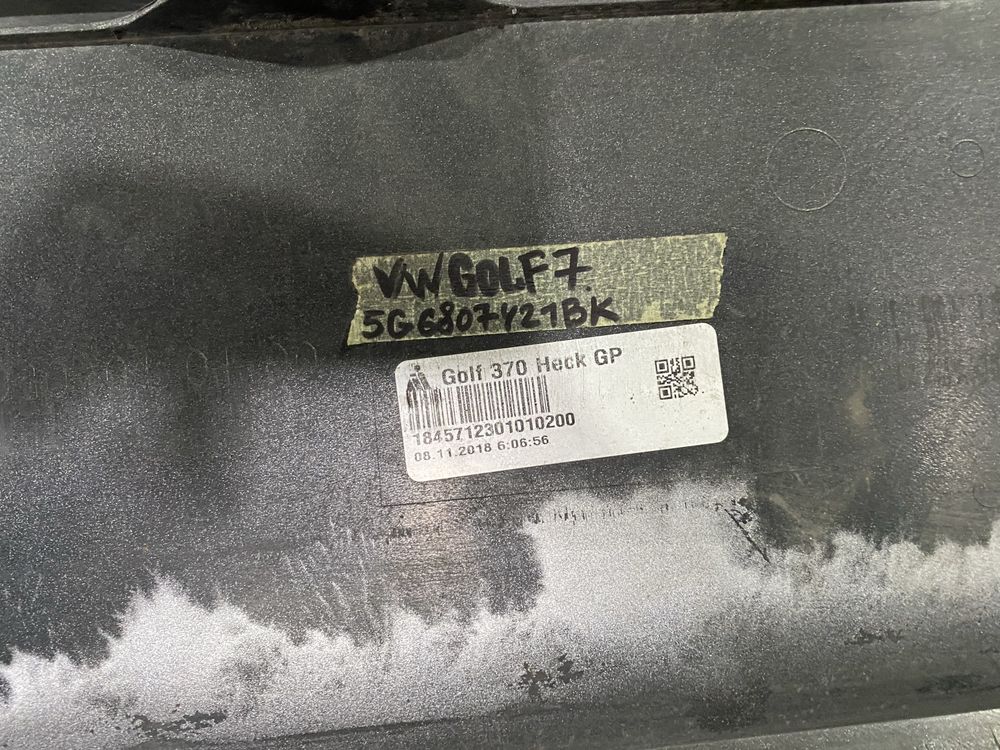 VW GOLF 7.
5G6807421BK
Golf 370 Heck GP
1845712301010200
08.11.2018 6:06:56